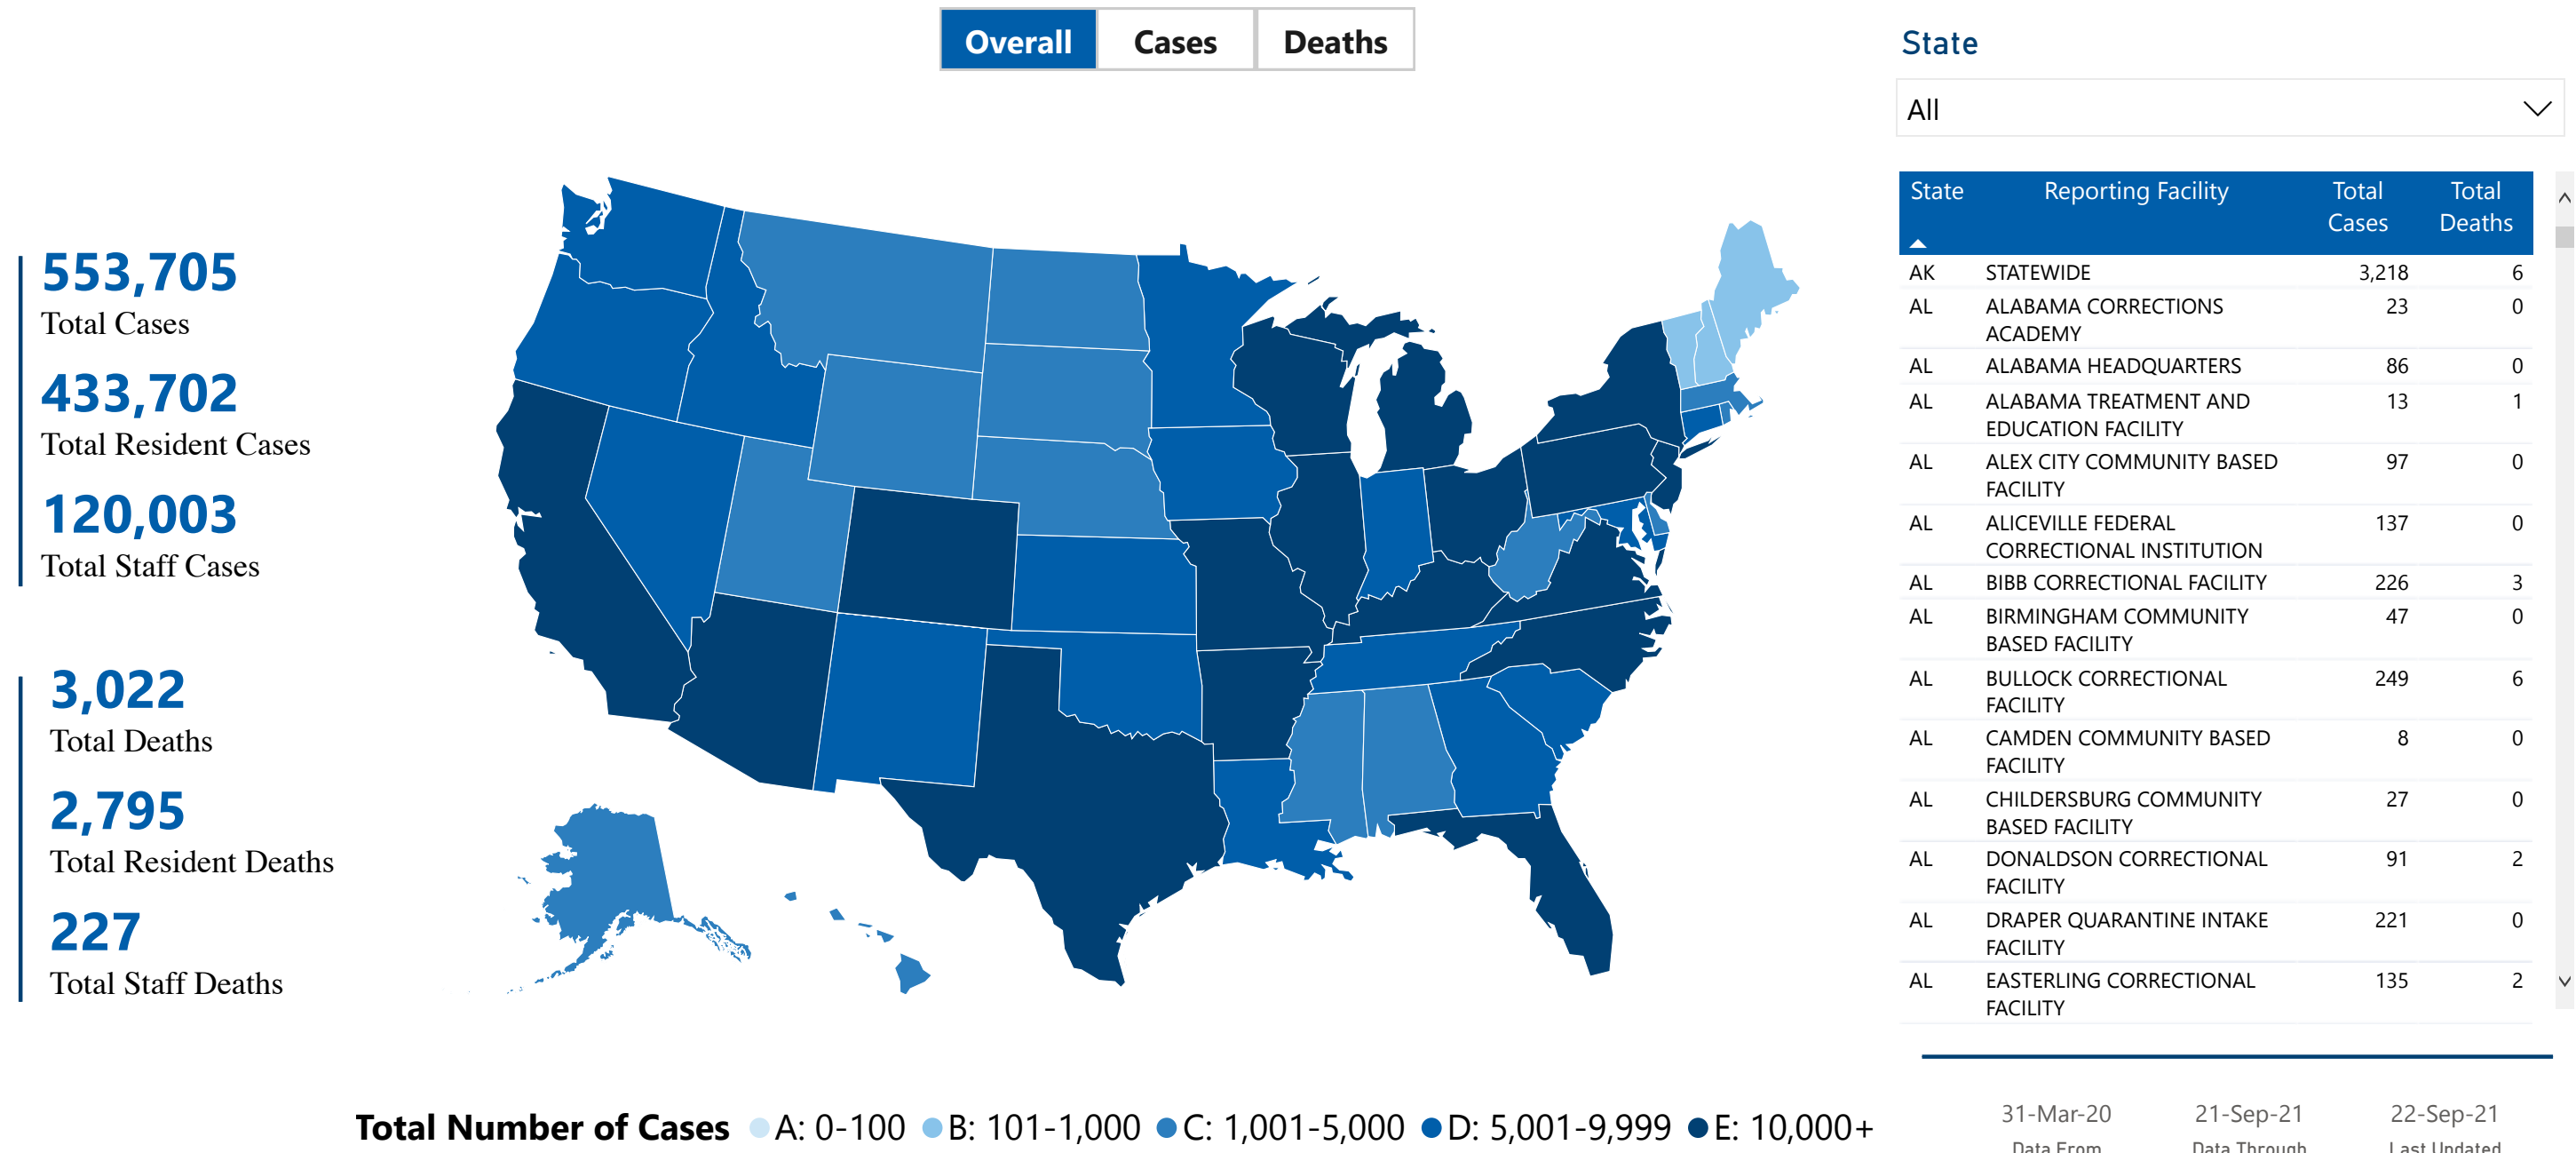 Overall Cases Deaths
State
All
553,705
Total Cases
433,702
Total Resident Cases
120,003
Total Staff Cases
3,022
Total Deaths
2,795
Total Resident Deaths
227
Total Staff Deaths
State Reporting Facility Total Cases Total Deaths
AK STATEWIDE 3,218 6
AL ALABAMA CORRECTIONS 23 0
ACADEMY
AL ALABAMA HEADQUARTERS 86 0
AL ALABAMA TREATMENT AND 13 1
EDUCATION FACILITY
AL ALEX CITY COMMUNITY BASED 97 0
FACILITY
AL ALICEVILLE FEDERAL 137 0
CORRECTIONAL INSTITUTION
AL BIBB CORRECTIONAL FACILITY 226 3
AL BIRMINGHAM COMMUNITY 47 0
BASED FACILITY
AL BULLOCK CORRECTIONAL 249 6
FACILITY
AL CAMDEN COMMUNITY BASED 8 0
FACILITY
AL CHILDERSBURG COMMUNITY 27 0
BASED FACILITY
AL DONALDSON CORRECTIONAL 91 2
FACILITY
AL DRAPER QUARANTINE INTAKE 221 0
FACILITY
AL EASTERLING CORRECTIONAL 135 2
FACILITY
Total Number of Cases A: 0-100 B: 101-1,000 C: 1,001-5,000 D: 5,001-9,999 E: 10,000+
31-Mar-20 21-Sep-21 22-Sep-21
Data From Data Through Last Updated